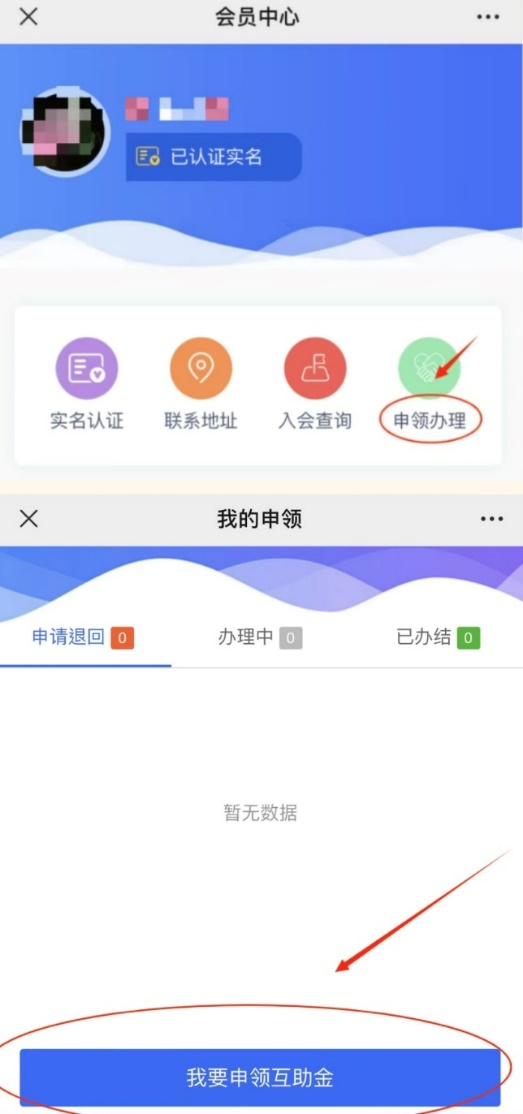 会员中心
已认证实名
实名认证 联系地址 入会查询 申领办理
我的申领
申请退回 0 办理中 0 已办结 0
暂无数据
我要申领互助金